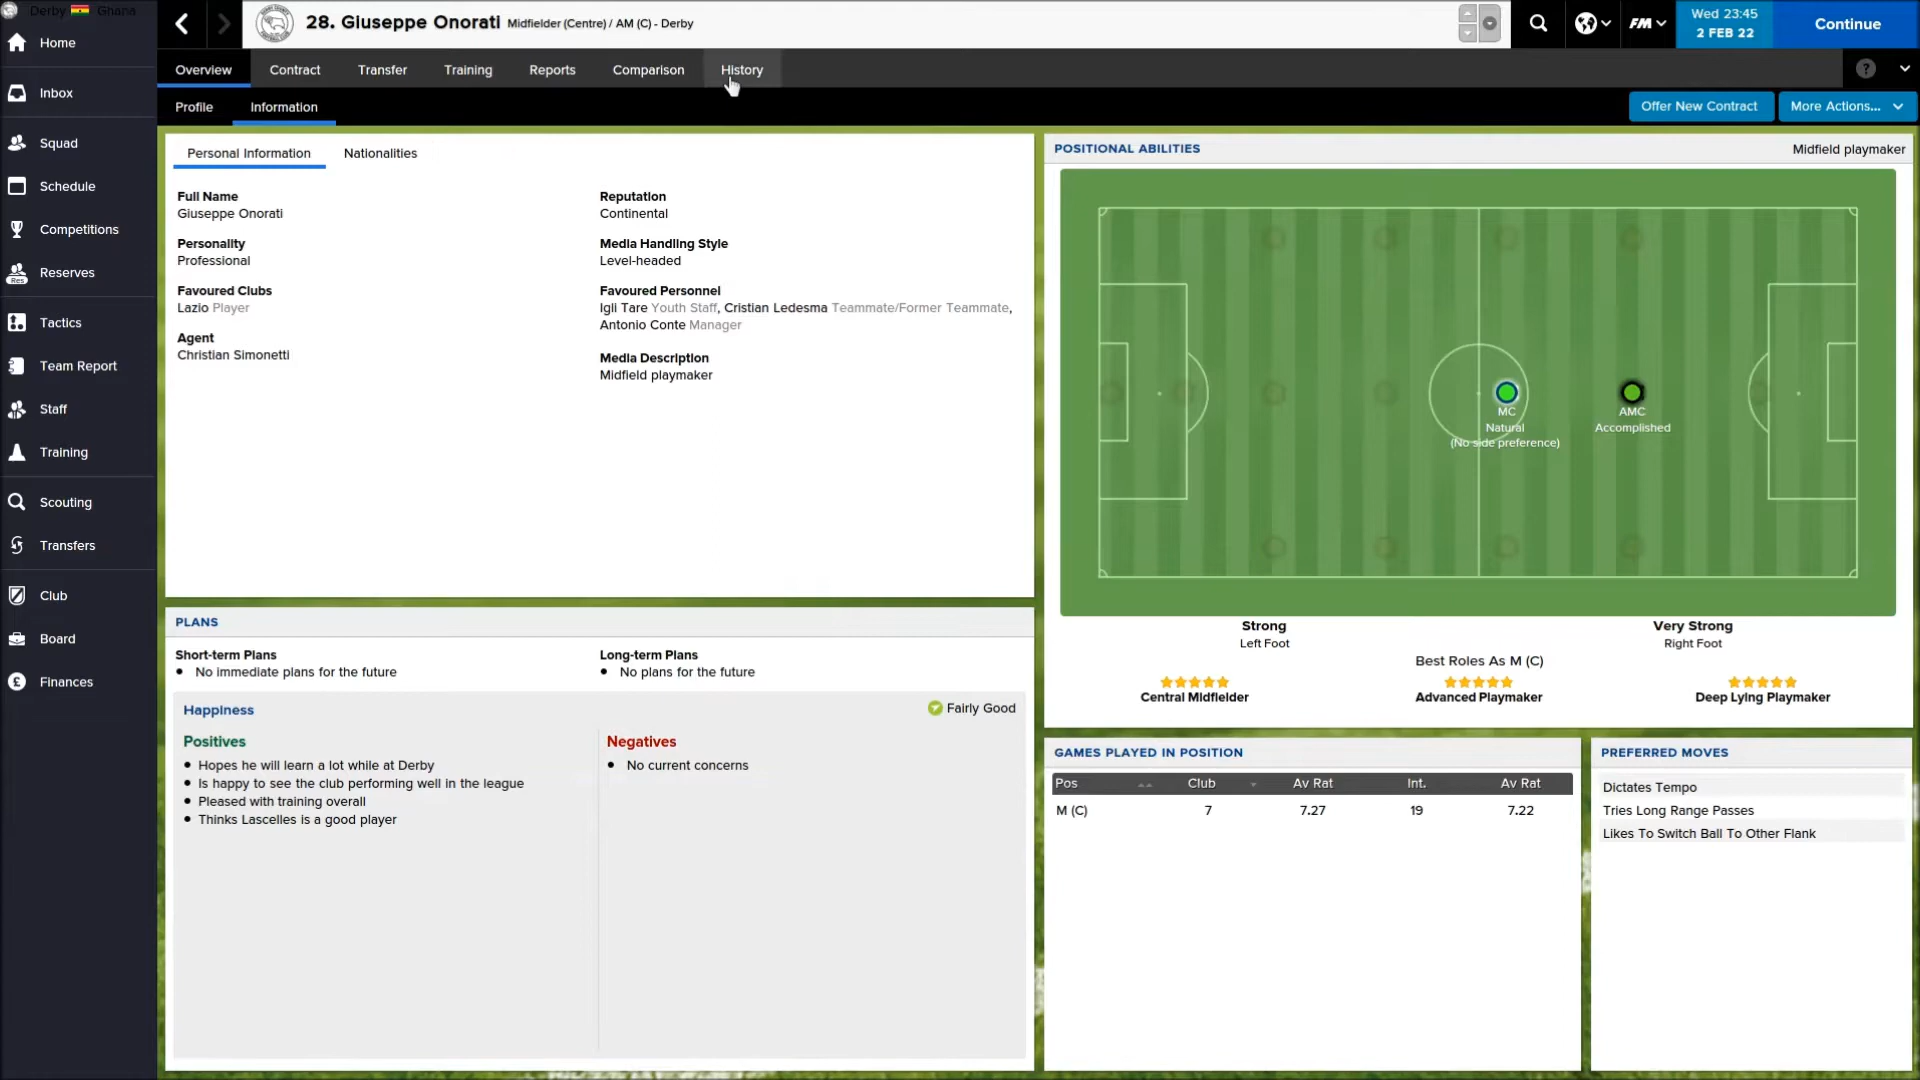 Derby Ghana
28. Giuseppe Onorati Midfielder (Centre) / AM (C) - Derby
FM
Wed 23:45
2 FEB 22
Continue
Home
Inbox
Squad
Schedule
Competitions
Res
Reserves
Tactics
Team Report
Staff
Training
Scouting
Transfers
Club
Board
£ Finances
Overview Contract Transfer Training Reports Comparison History
?
Profile Information
Offer New Contract More Actions...
Personal Information Nationalities
Full Name
Giuseppe Onorati
Personality
Professional
Favoured Clubs
Lazio Player
Agent
Christian Simonetti
Reputation
Continental
Media Handling Style
Level-headed
Favoured Personnel
Igli Tare Youth Staff, Cristian Ledesma Teammate/Former Teammate,
Antonio Conte Manager
Media Description
Midfield playmaker
PLANS
Short-term Plans
• No immediate plans for the future
Long-term Plans
• No plans for the future
Happiness
Fairly Good
Positives
• Hopes he will learn a lot while at Derby
• Is happy to see the club performing well in the league
• Pleased with training overall
• Thinks Lascelles is a good player
Negatives
• No current concerns
POSITIONAL ABILITIES Midfield playmaker
MC
Natural
(No side preference)
AMC
Accomplished
Strong
Left Foot
Very Strong
Right Foot
Best Roles As M (C)
Central Midfielder
Advanced Playmaker
Deep Lying Playmaker
GAMES PLAYED IN POSITION
Pos Club Av Rat Int. Av Rat
M (C) 7 7.27 19 7.22
PREFERRED MOVES
Dictates Tempo
Tries Long Range Passes
Likes To Switch Ball To Other Flank